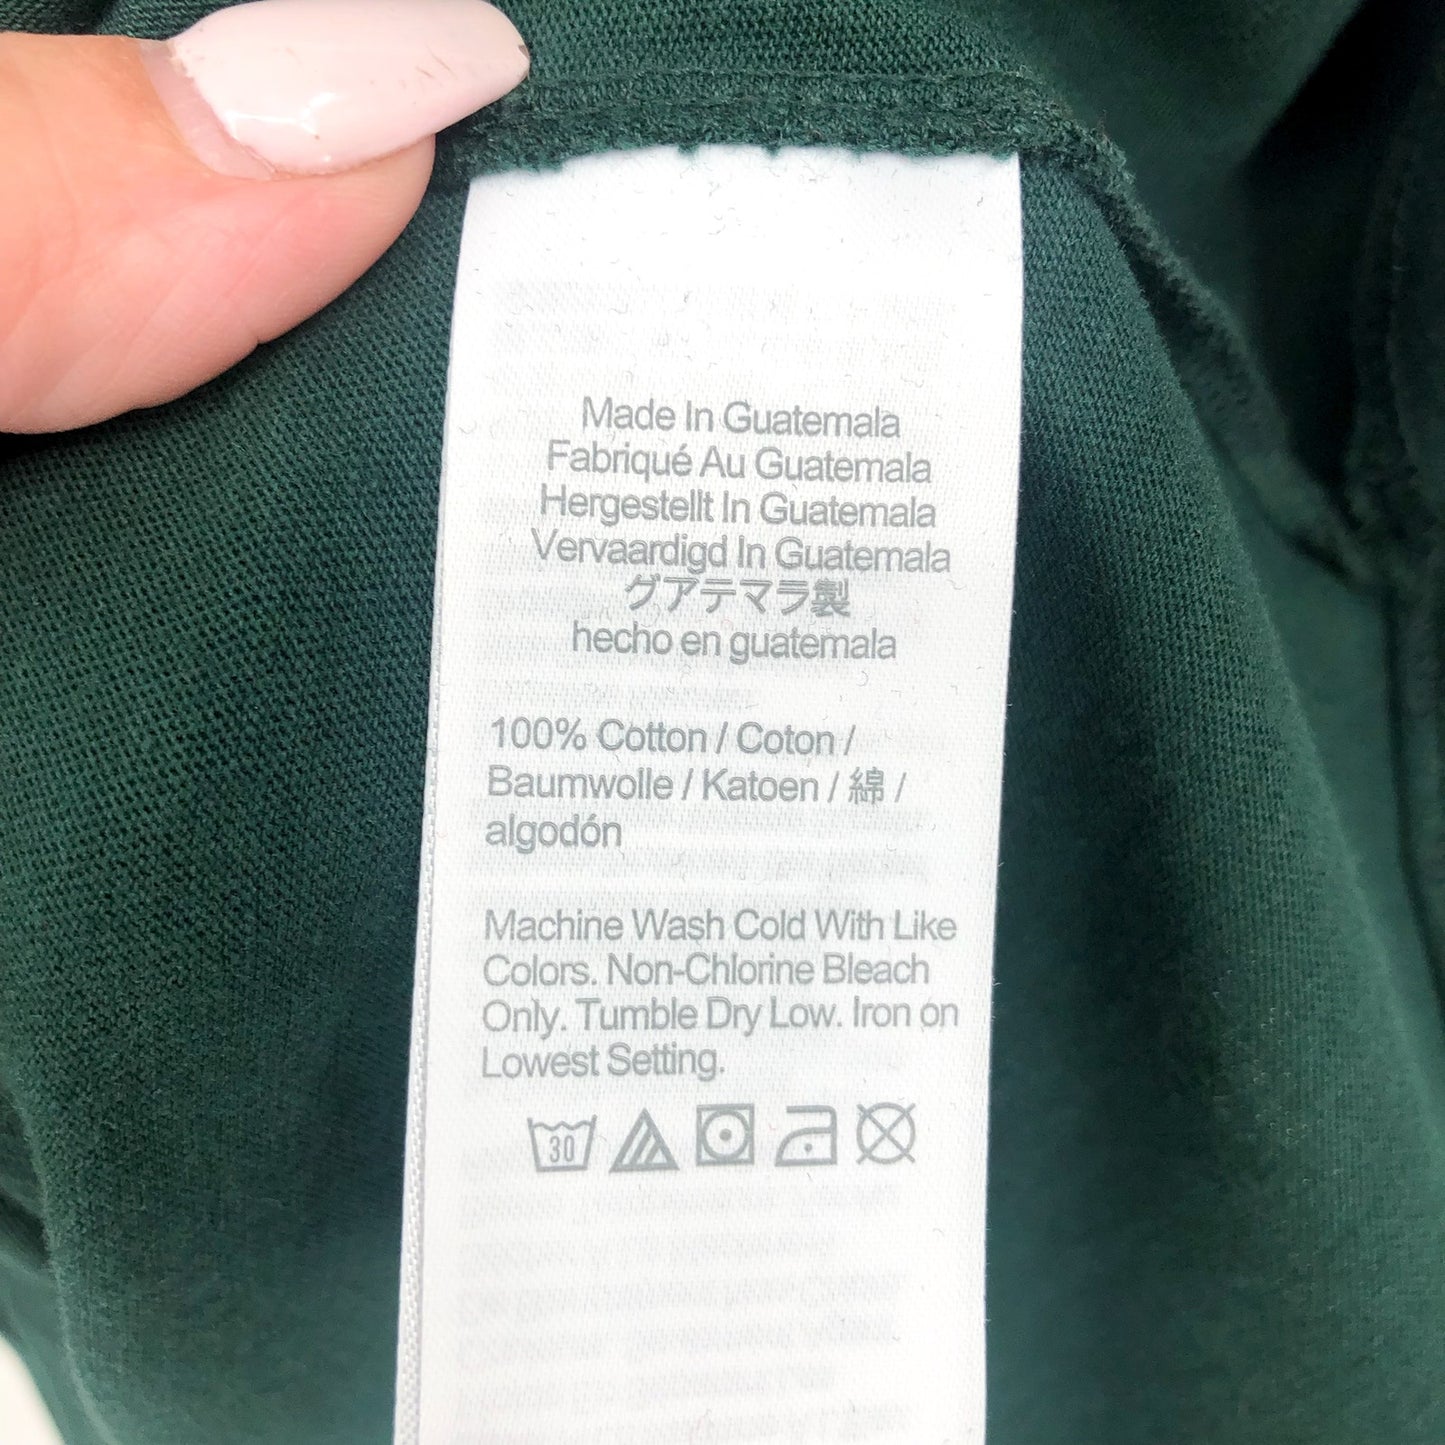 Made In Guatemala
Fabriqué Au Guatemala
Hergestellt In Guatemala
Vervaardigd In Guatemala
グアテマラ製
hecho en guatemala
100% Cotton / Coton /
Baumwolle / Katoen / 綿 /
algodón
Machine Wash Cold With Like
Colors. Non-Chlorine Bleach
Only. Tumble Dry Low. Iron on
Lowest Setting.
30